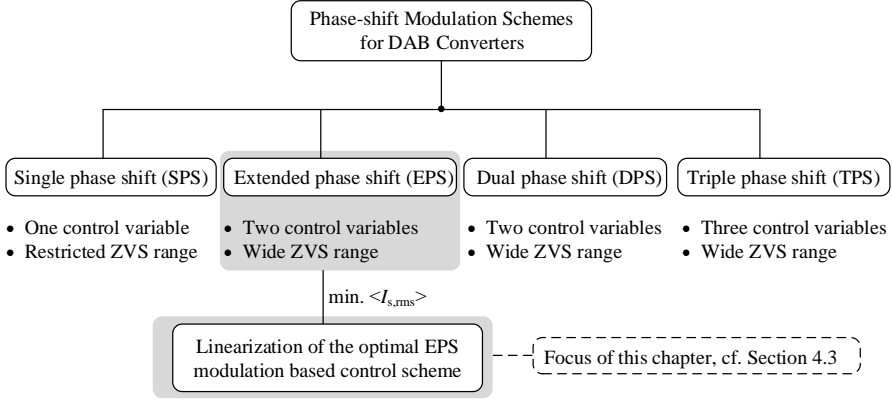 Phase-shift Modulation Schemes
for DAB Converters
Single phase shift (SPS)
• One control variable
• Restricted ZVS range
Extended phase shift (EPS)
• Two control variables
• Wide ZVS range
Dual phase shift (DPS)
• Two control variables
• Wide ZVS range
Triple phase shift (TPS)
• Three control variables
• Wide ZVS range
min. <Is,rms>
Linearization of the optimal EPS
modulation based control scheme
Focus of this chapter, cf. Section 4.3